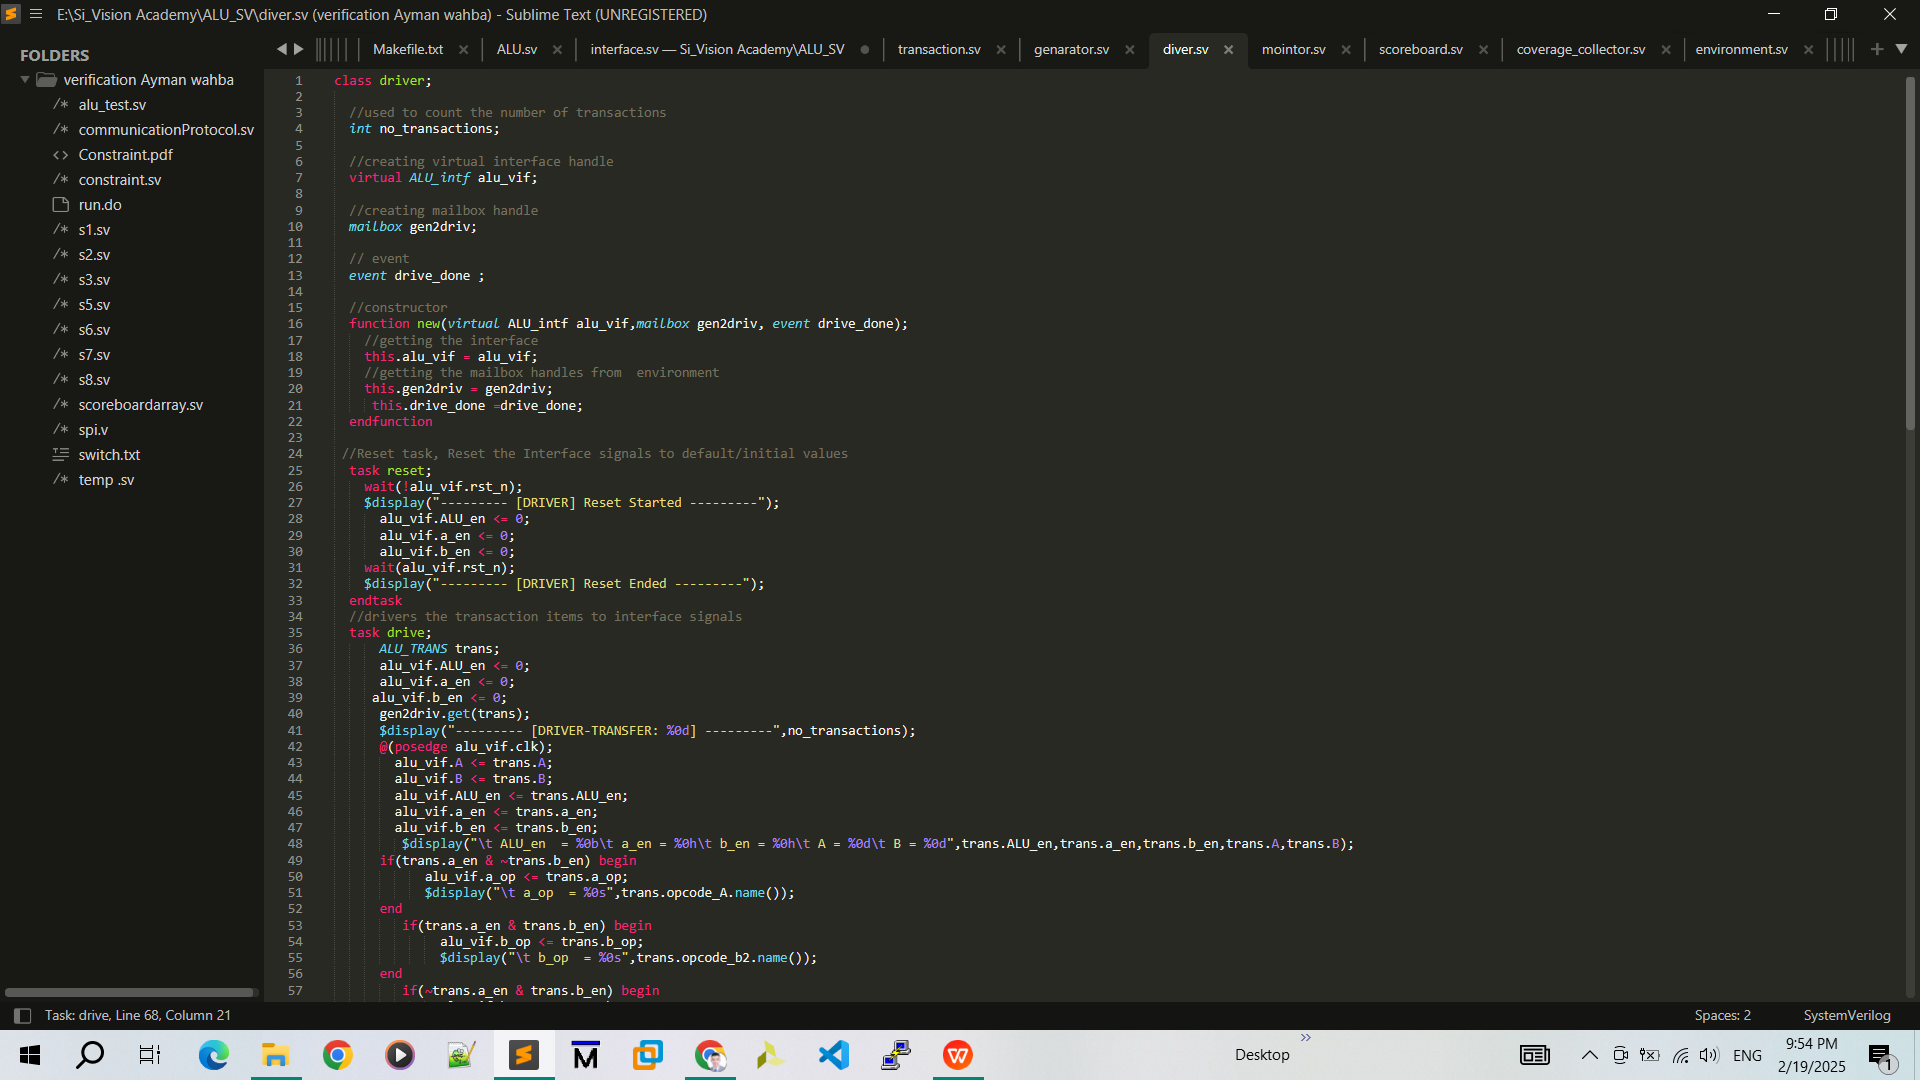 E:\Si_Vision Academy\ALU_SV\diver.sv (verification Ayman wahba) - Sublime Text (UNREGISTERED)
FOLDERS
verification Ayman wahba
alu_test.sv
communicationProtocol.sv
Constraint.pdf
constraint.sv
run.do
s1.sv
s2.sv
s3.sv
s5.sv
s6.sv
s7.sv
s8.sv
scoreboardarray.sv
spi.v
switch.txt
temp .sv
Makefile.txt ALU.sv interface.sv — Si_Vision Academy\ALU_SV transaction.sv genarator.sv diver.sv mointor.sv scoreboard.sv coverage_collector.sv environment.sv
1 class driver;
2
3 //used to count the number of transactions
4 int no_transactions;
5
6 //creating virtual interface handle
7 virtual ALU_intf alu_vif;
8
9 //creating mailbox handle
10 mailbox gen2driv;
11
12 // event
13 event drive_done ;
14
15 //constructor
16 function new(virtual ALU_intf alu_vif,mailbox gen2driv, event drive_done);
17 //getting the interface
18 this.alu_vif = alu_vif;
19 //getting the mailbox handles from  environment
20 this.gen2driv = gen2driv;
21 this.drive_done =drive_done;
22 endfunction
23
24 //Reset task, Reset the Interface signals to default/initial values
25 task reset;
26 wait(!alu_vif.rst_n);
27 $display("--------- [DRIVER] Reset Started ---------");
28 alu_vif.ALU_en <= 0;
29 alu_vif.a_en <= 0;
30 alu_vif.b_en <= 0;
31 wait(alu_vif.rst_n);
32 $display("--------- [DRIVER] Reset Ended ---------");
33 endtask
34 //drivers the transaction items to interface signals
35 task drive;
36 ALU_TRANS trans;
37 alu_vif.ALU_en <= 0;
38 alu_vif.a_en <= 0;
39 alu_vif.b_en <= 0;
40 gen2driv.get(trans);
41 $display("--------- [DRIVER-TRANSFER: %0d] ---------",no_transactions);
42 @(posedge alu_vif.clk);
43 alu_vif.A <= trans.A;
44 alu_vif.B <= trans.B;
45 alu_vif.ALU_en <= trans.ALU_en;
46 alu_vif.a_en <= trans.a_en;
47 alu_vif.b_en <= trans.b_en;
48 $display("\t ALU_en  = %0b\t a_en = %0h\t b_en = %0h\t A = %0d\t B = %0d",trans.ALU_en,trans.a_en,trans.b_en,trans.A,trans.B);
49 if(trans.a_en & ~trans.b_en) begin
50 alu_vif.a_op <= trans.a_op;
51 $display("\t a_op  = %0s",trans.opcode_A.name());
52 end
53 if(trans.a_en & trans.b_en) begin
54 alu_vif.b_op <= trans.b_op;
55 $display("\t b_op  = %0s",trans.opcode_b2.name());
56 end
57 if(~trans.a_en & trans.b_en) begin
Task: drive, Line 68, Column 21
Spaces: 2
SystemVerilog
Desktop
ENG
9:54 PM
2/19/2025
1